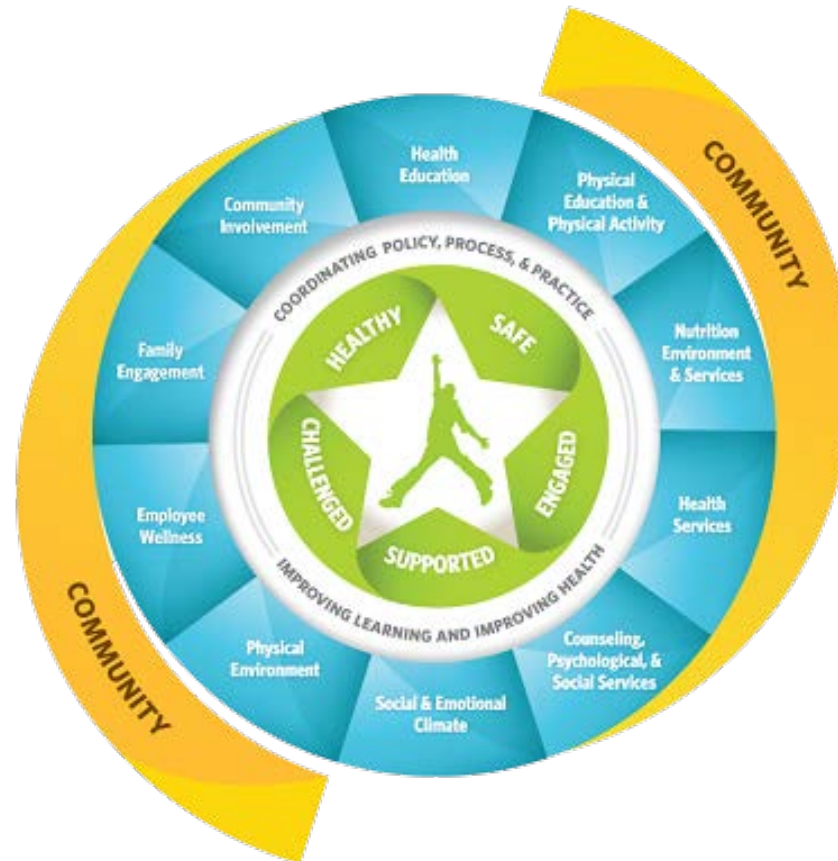 COMMUNITY
Health
Education
Physical
Education &
Physical Activity
Nutrition
Environment
& Services
Health
Services
Counseling,
Psychological, &
Social Services
Social & Emotional
Climate
Physical
Environment
Employee
Wellness
Family
Engagement
Community
Involvement
COORDINATING POLICY, PROCESS, & PRACTICE
IMPROVING LEARNING AND IMPROVING HEALTH
HEALTHY
SAFE
ENGAGED
SUPPORTED
CHALLENGED
COMMUNITY